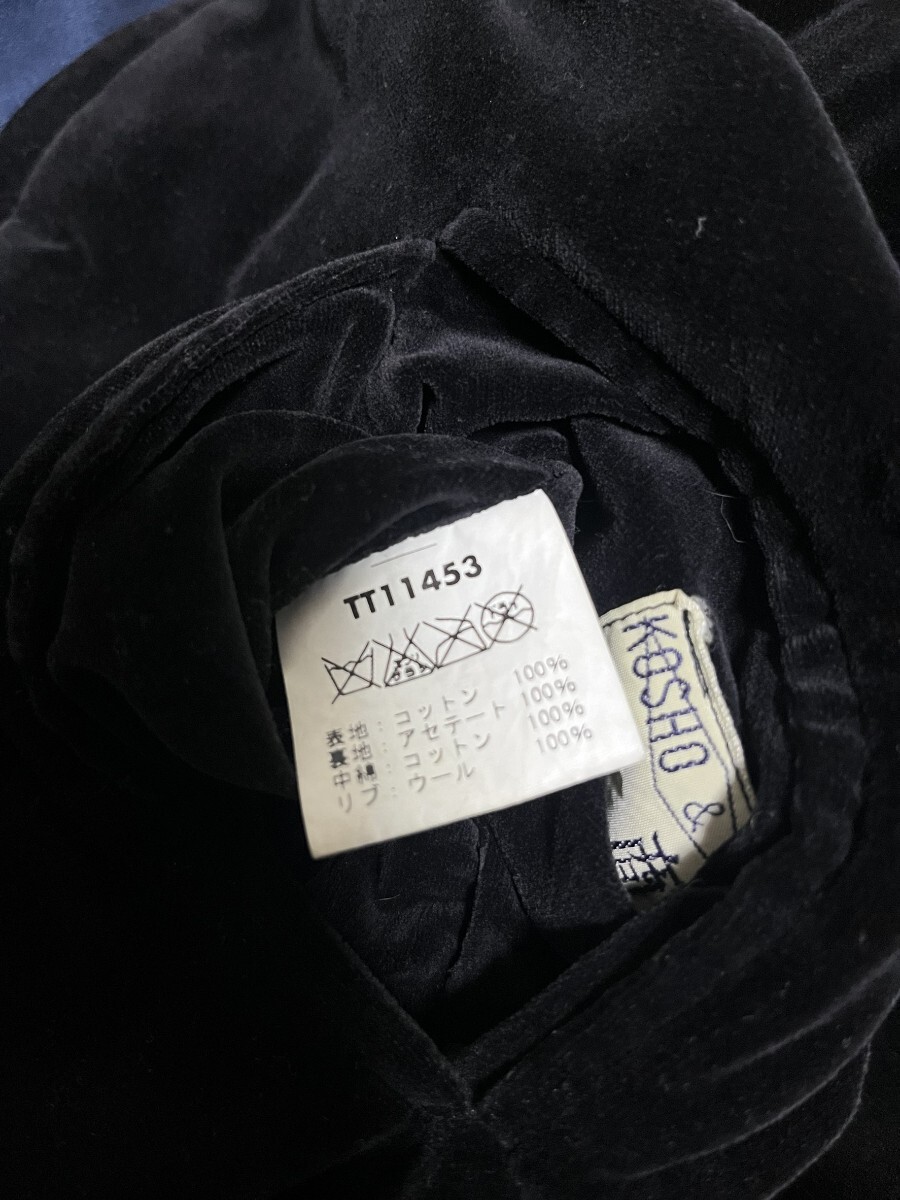 TT11453
表地：コットン 100%
裏地：アセテート 100%
中綿：コットン 100%
リブ：ウール 100%
KOSHO &